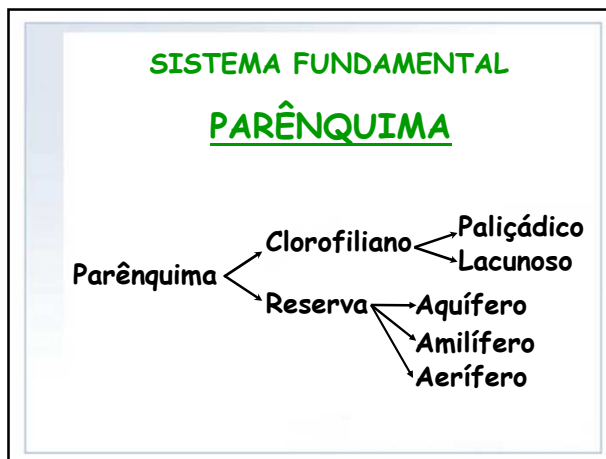 SISTEMA FUNDAMENTAL
PARÊNQUIMA
Parênquima
Clorofiliano
Paliçádico
Lacunoso
Reserva
Aquífero
Amilífero
Aerífero